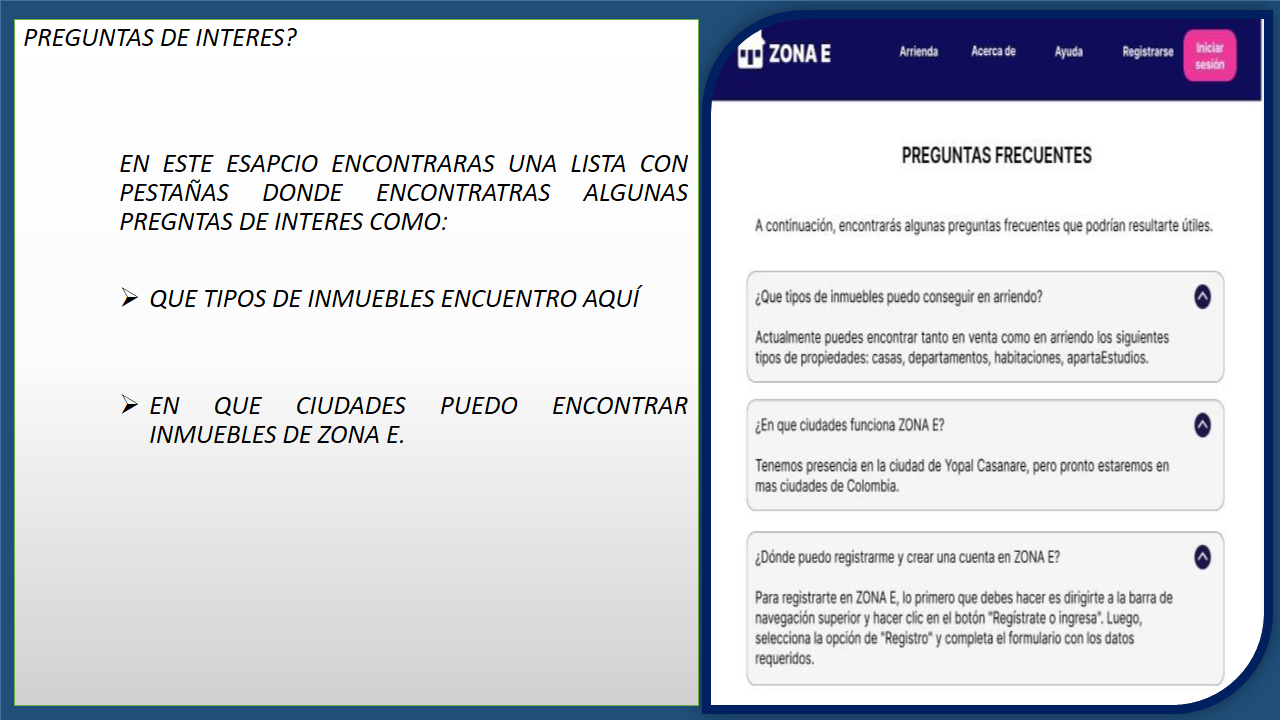 PREGUNTAS DE INTERES?
EN ESTE ESAPCIO ENCONTRARAS UNA LISTA CON
PESTAÑAS DONDE ENCONTRATRAS ALGUNAS
PREGNTAS DE INTERES COMO:
QUE TIPOS DE INMUEBLES ENCUENTRO AQUÍ
EN QUE CIUDADES PUEDO ENCONTRAR
INMUEBLES DE ZONA E.
ZONA E
Arrienda
Acerca de
Ayuda
Registrarse
Iniciar
sesión
PREGUNTAS FRECUENTES
A continuación, encontrarás algunas preguntas frecuentes que podrían resultarte útiles.
¿Que tipos de inmuebles puedo conseguir en arriendo?
Actualmente puedes encontrar tanto en venta como en arriendo los siguientes
tipos de propiedades: casas, departamentos, habitaciones, apartaEstudios.
¿En que ciudades funciona ZONA E?
Tenemos presencia en la ciudad de Yopal Casanare, pero pronto estaremos en
mas ciudades de Colombia.
¿Dónde puedo registrarme y crear una cuenta en ZONA E?
Para registrarte en ZONA E, lo primero que debes hacer es dirigirte a la barra de
navegación superior y hacer clic en el botón "Regístrate o ingresa". Luego,
selecciona la opción de "Registro" y completa el formulario con los datos
requeridos.